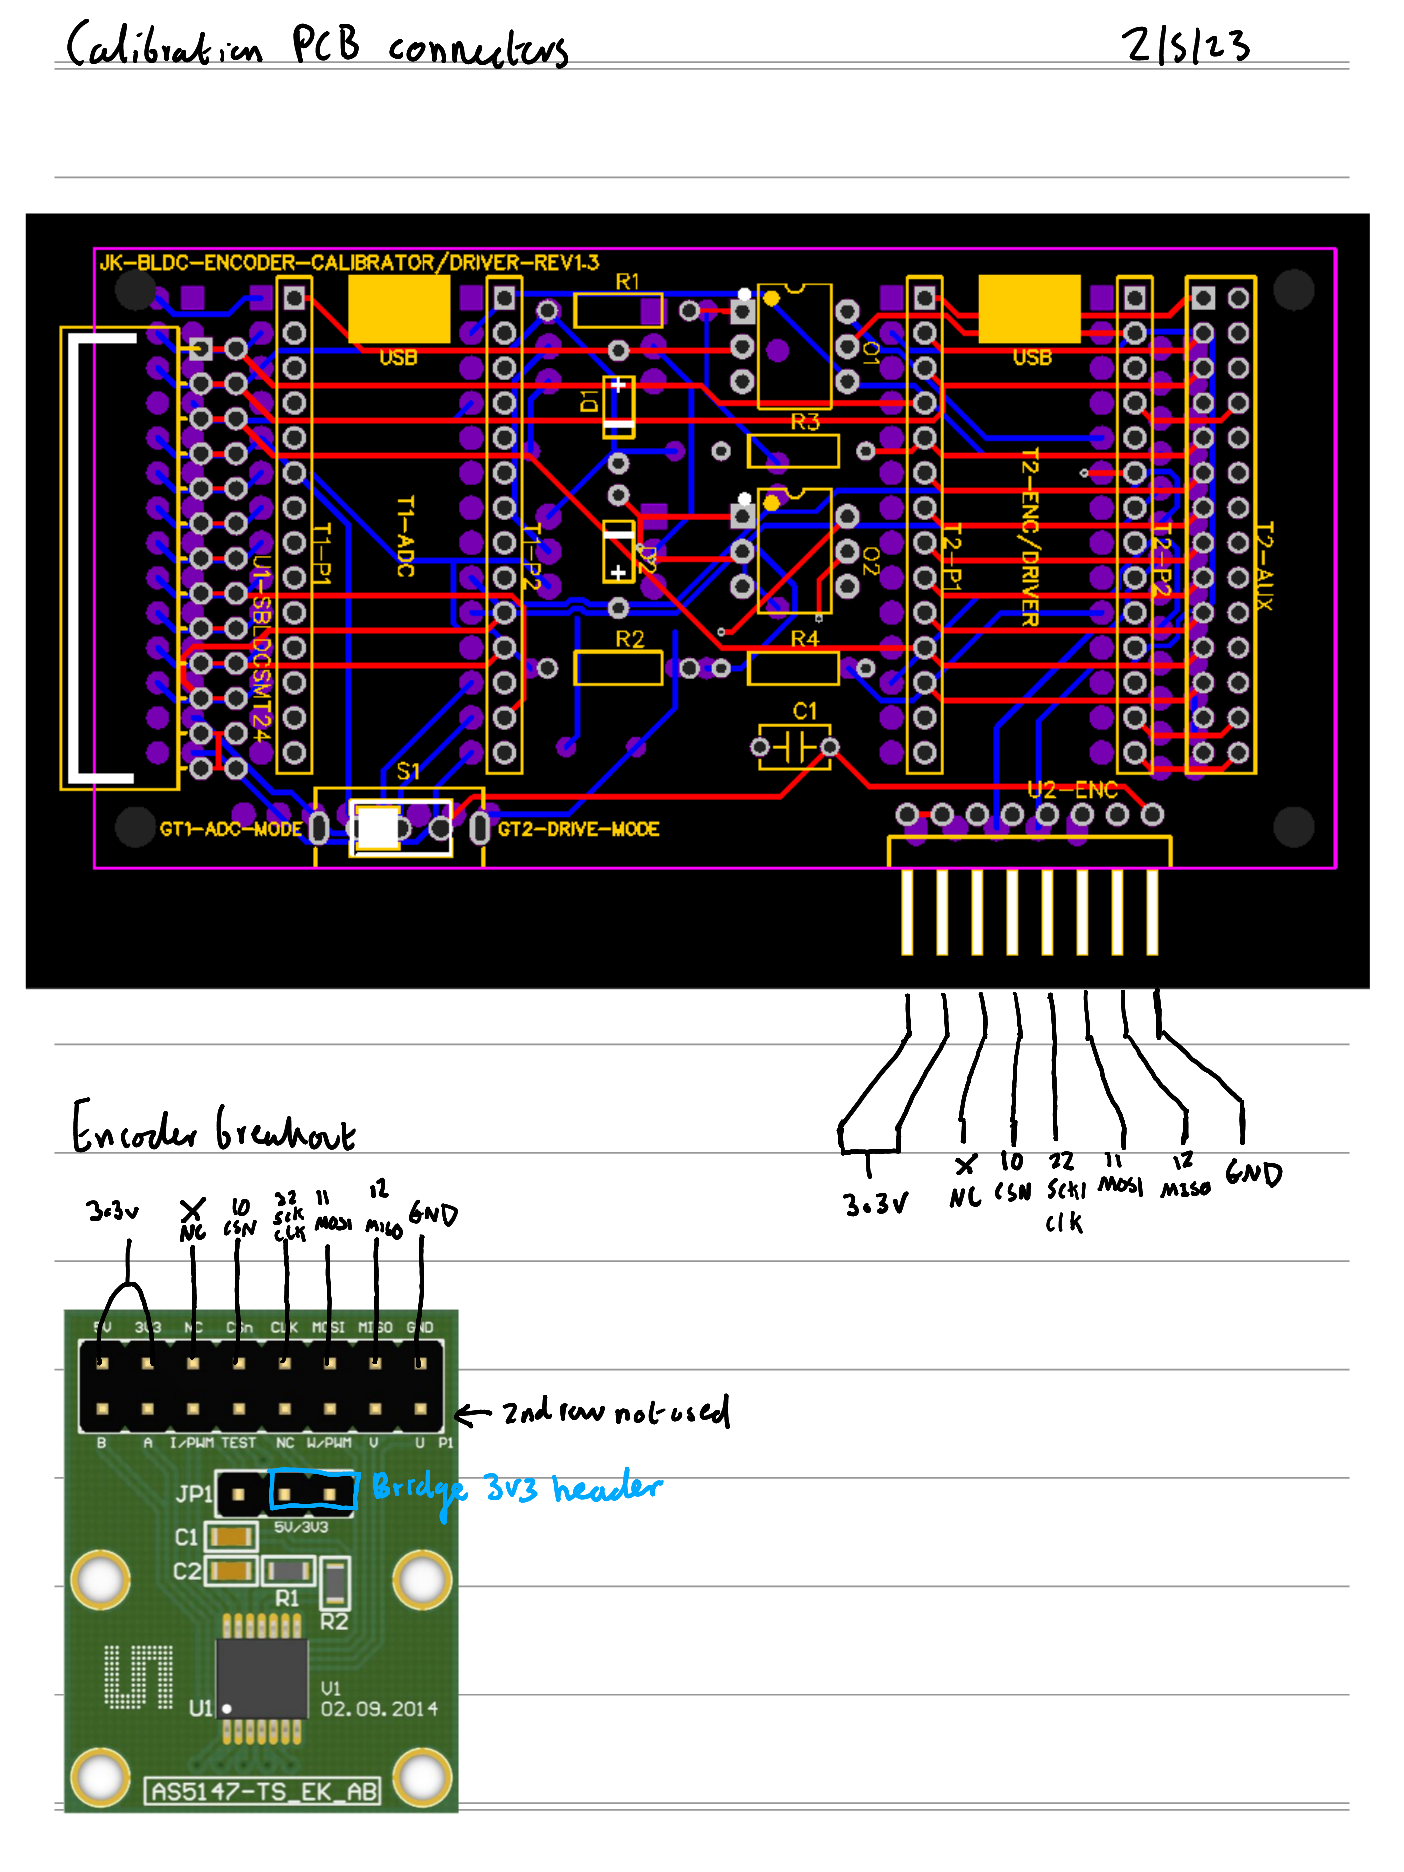 Calibration PCB connectors 2/5/23
JK-BLDC-ENCODER-CALIBRATOR/DRIVER-REV1.3
R1
USB
USB
D1
O1
R3
T1-P1
T1-ADC
T1-P2
D2
O2
T2-P1
T2-ENC/DRIVER
T2-P2
T2-AUX
U1-SBLDCSMT24
R2
R4
C1
S1
U2-ENC
GT1-ADC-MODE
GT2-DRIVE-MODE
Encoder breakout
3.3V
X
NC
10
CSN
22
SCK1
CLK
11
MOSI
12
MISO
GND
3.3V
X
NC
10
CSN
22
SCK
CLK
11
MOSI
12
MISO
GND
5V 3V3 NC CSn CLK MOSI MISO GND
2nd row not used
B A I/PWM TEST NC W/PWM V U P1
JP1
Bridge 3V3 header
5V/3V3
C1
C2
R1
R2
U1
V1
02.09.2014
AS5147-TS_EK_AB